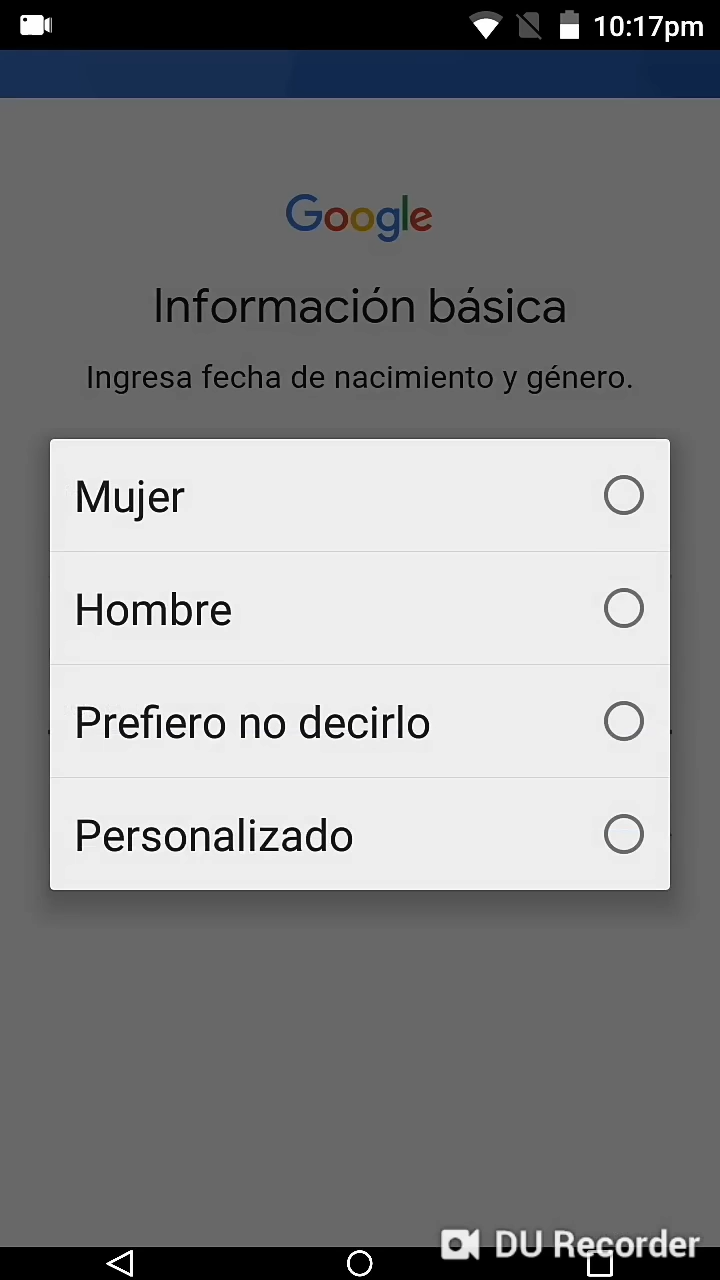 10:17pm
Google
Información básica
Ingresa fecha de nacimiento y género.
Mujer
Hombre
Prefiero no decirlo
Personalizado
DU Recorder